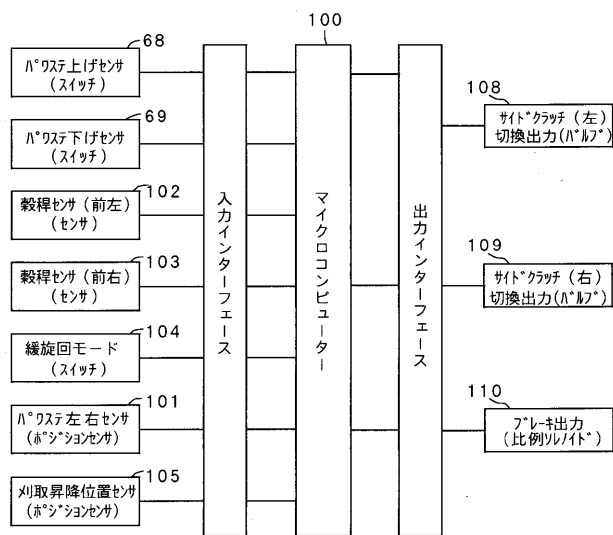 100
68
ﾊﾟﾜｽﾃ上げｾﾝｻ
(ｽｲｯﾁ)
69
ﾊﾟﾜｽﾃ下げｾﾝｻ
(ｽｲｯﾁ)
102
穀稈ｾﾝｻ(前左)
(ｾﾝｻ)
103
穀稈ｾﾝｻ(前右)
(ｾﾝｻ)
104
緩旋回モード
(ｽｲｯﾁ)
101
ﾊﾟﾜｽﾃ左右ｾﾝｻ
(ﾎﾟｼﾞｼｮﾝｾﾝｻ)
105
刈取昇降位置ｾﾝｻ
(ﾎﾟｼﾞｼｮﾝｾﾝｻ)
入力インターフェース
マイクロコンピューター
出力インターフェース
108
ｻｲﾄﾞｸﾗｯﾁ(左)
切換出力(ﾊﾞﾙﾌﾞ)
109
ｻｲﾄﾞｸﾗｯﾁ(右)
切換出力(ﾊﾞﾙﾌﾞ)
110
ﾌﾞﾚｰｷ出力
(比例ｿﾚﾉｲﾄﾞ)